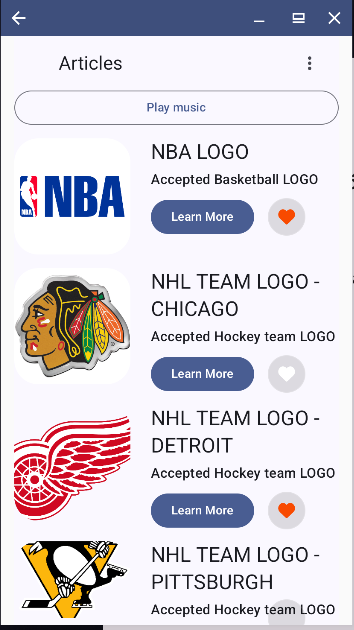 Articles
Play music
NBA LOGO
Accepted Basketball LOGO
NBA
NBA
Learn More
NHL TEAM LOGO -
CHICAGO
Accepted Hockey team LOGO
Learn More
NHL TEAM LOGO -
DETROIT
Accepted Hockey team LOGO
Learn More
NHL TEAM LOGO -
PITTSBURGH
Accepted Hockey team LOGO